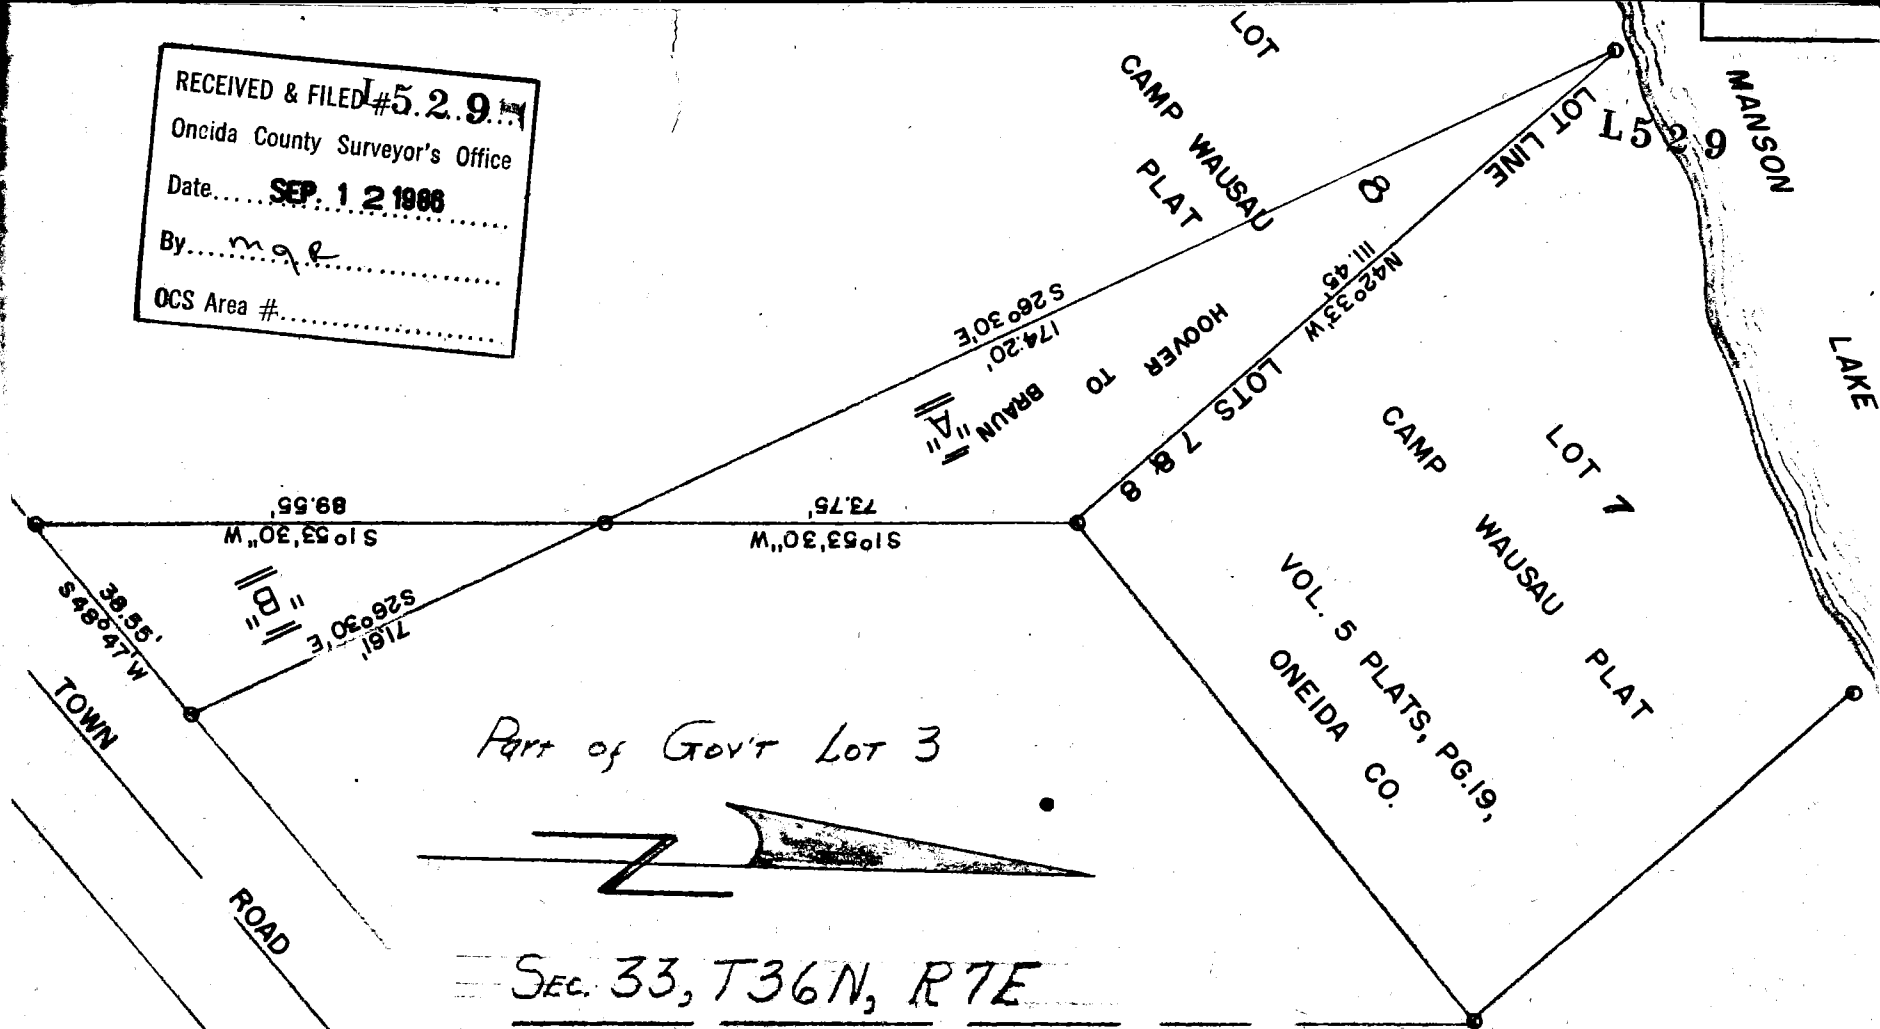 RECEIVED & FILED L#5.2.9
Oneida County Surveyor's Office
Date..... SEP. 12 1986
By....
OCS Area #
LOT
CAMP WAUSAU
PLAT
8
LOT LINE
L529
MANSON
LAKE
S26°30'E
174.20'
BRAUN TO HOOVER
"A"
N42°33'W
111.45'
LOTS 7 & 8
89.55'
S1°53'30"W
73.75'
S1°53'30"W
"B"
38.55'
S48°47'W
S26°30'E
71.61'
TOWN
ROAD
LOT 7
CAMP WAUSAU PLAT
VOL. 5 PLATS, PG.19,
ONEIDA CO.
Part of Gov't Lot 3
N
Sec. 33, T36N, R7E